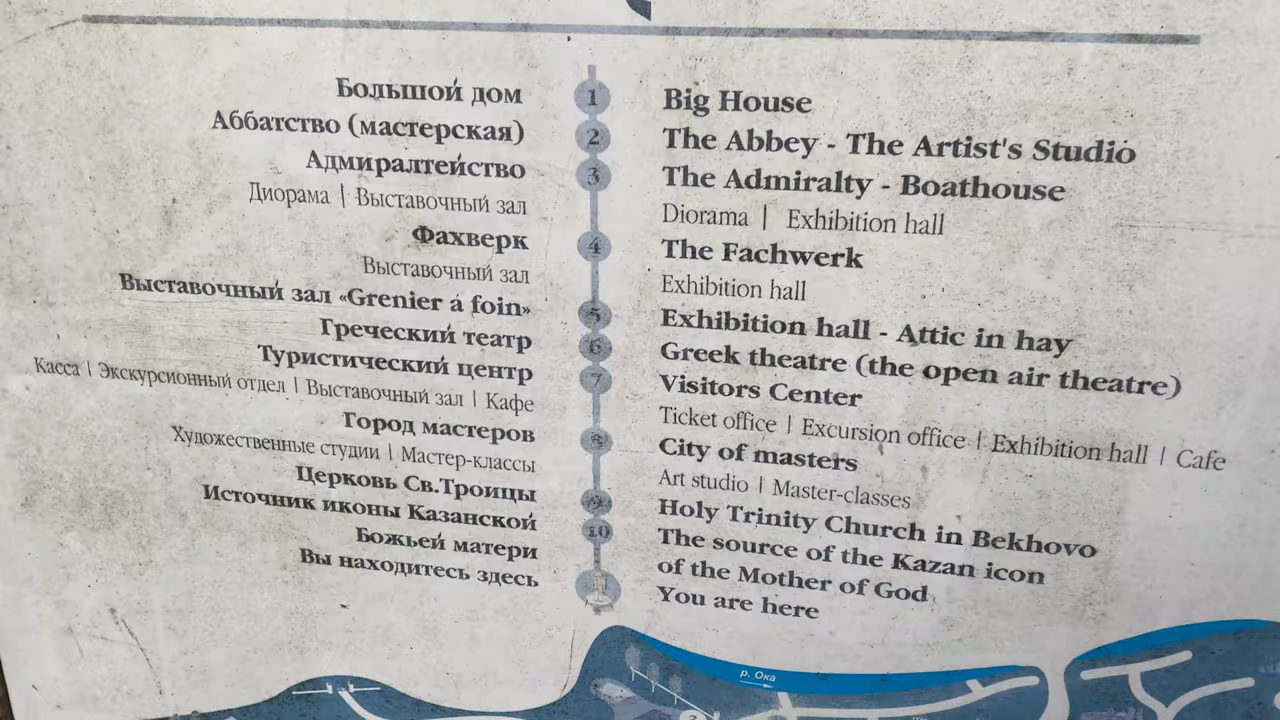 Большой дом 1 Big House
Аббатство (мастерская) 2 The Abbey - The Artist's Studio
Адмиралтейство 3 The Admiralty - Boathouse
Диорама | Выставочный зал Diorama | Exhibition hall
Фахверк 4 The Fachwerk
Выставочный зал Exhibition hall
Выставочный зал «Grenier á foin» 5 Exhibition hall - Attic in hay
Греческий театр 6 Greek theatre (the open air theatre)
Туристический центр 7 Visitors Center
Касса | Экскурсионный отдел | Выставочный зал | Кафе Ticket office | Excursion office | Exhibition hall | Cafe
Город мастеров 8 City of masters
Художественные студии | Мастер-классы Art studio | Master-classes
Церковь Св.Троицы 9 Holy Trinity Church in Bekhovo
Источник иконы Казанской 10 The source of the Kazan icon
Божьей матери of the Mother of God
Вы находитесь здесь You are here
р. Ока
2